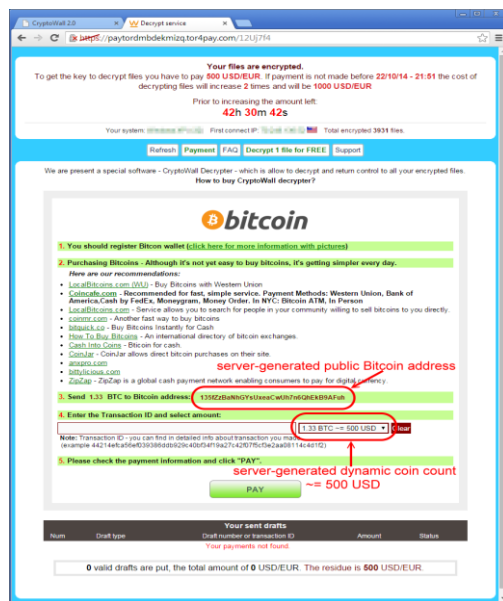 CryptoWall 2.0
Decrypt service
https://paytordmbdekmizq.tor4pay.com/12Uj7f4
Your files are encrypted.
To get the key to decrypt files you have to pay 500 USD/EUR. If payment is not made before 22/10/14 - 21:51 the cost of
decrypting files will increase 2 times and will be 1000 USD/EUR
Prior to increasing the amount left:
42h 30m 42s
Your system: First connect IP: Total encrypted 3931 files.
Refresh Payment FAQ Decrypt 1 file for FREE Support
We are present a special software - CryptoWall Decrypter - which is allow to decrypt and return control to all your encrypted files.
How to buy CryptoWall decrypter?
bitcoin
1. You should register Bitcon wallet (click here for more information with pictures)
2. Purchasing Bitcoins - Although it's not yet easy to buy bitcoins, it's getting simpler every day.
Here are our recommendations:
LocalBitcoins.com (WU) - Buy Bitcoins with Western Union
Coincafe.com - Recommended for fast, simple service. Payment Methods: Western Union, Bank of
America,Cash by FedEx, Moneygram, Money Order. In NYC: Bitcoin ATM, In Person
LocalBitcoins.com - Service allows you to search for people in your community willing to sell bitcoins to you directly.
coinmr.com - Another fast way to buy bitcoins
bitquick.co - Buy Bitcoins Instantly for Cash
How To Buy Bitcoins - An international directory of bitcoin exchanges.
Cash Into Coins - Bitcoin for cash.
CoinJar - CoinJar allows direct bitcoin purchases on their site.
anxpro.com
bittylicious.com
ZipZap - ZipZap is a global cash payment network enabling consumers to pay for digital currency.
server-generated public Bitcoin address
3. Send 1.33 BTC to Bitcoin address: 135fZzBaNhGYsUxeaCwUh7n6QhEkB9AFuh
4. Enter the Transaction ID and select amount:
1.33 BTC ~= 500 USD Clear
Note: Transaction ID - you can find in detailed info about transaction you made.
(example 44214efca56ef039386ddb929c40bf34f19a27c42f07f5cf3e2aa08114c4d1f2)
5. Please check the payment information and click "PAY".
server-generated dynamic coin count
~= 500 USD
PAY
Your sent drafts
Num Draft type Draft number or transaction ID Amount Status
Your payments not found.
0 valid drafts are put, the total amount of 0 USD/EUR. The residue is 500 USD/EUR.